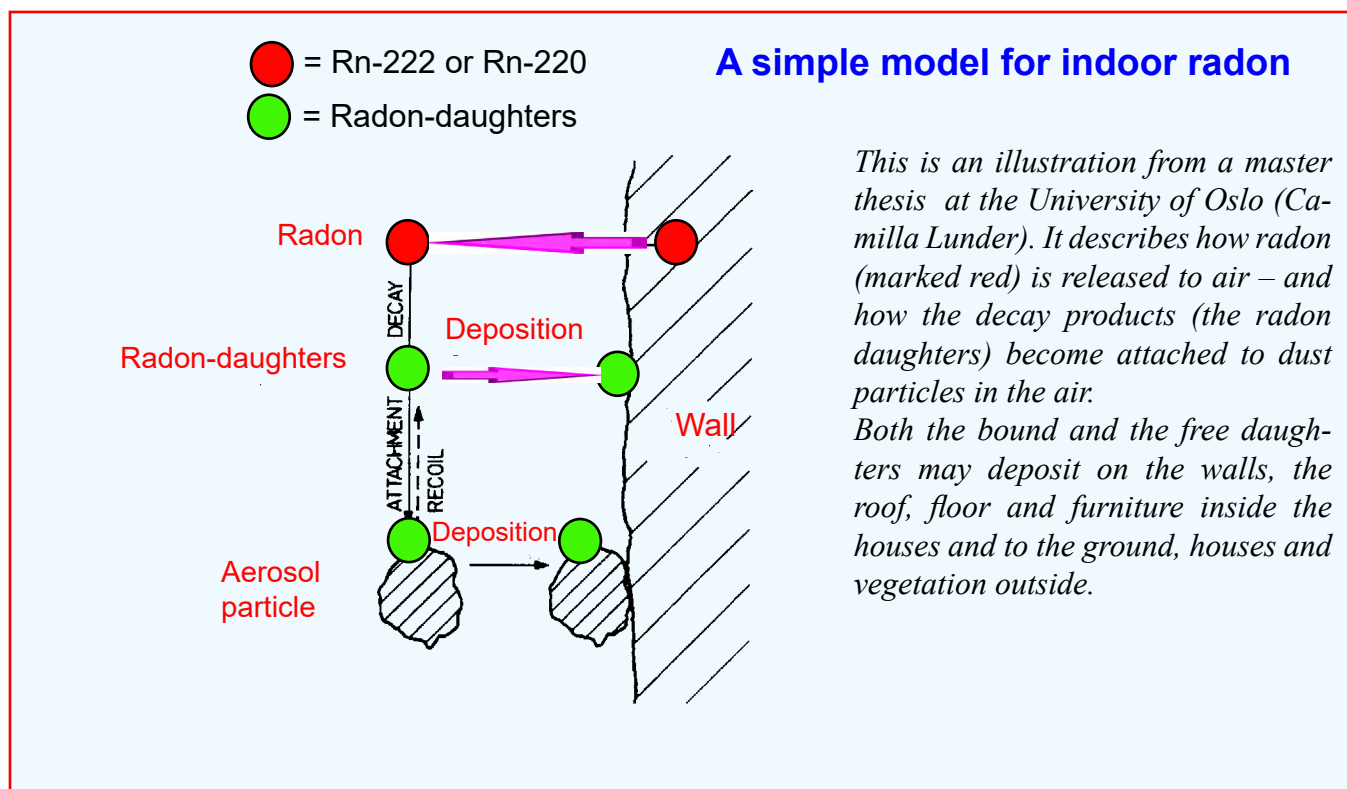 = Rn-222 or Rn-220
= Radon-daughters
A simple model for indoor radon
This is an illustration from a master
thesis at the University of Oslo (Ca-
milla Lunder). It describes how radon
(marked red) is released to air – and
how the decay products (the radon
daughters) become attached to dust
particles in the air.
Both the bound and the free daugh-
ters may deposit on the walls, the
roof, floor and furniture inside the
houses and to the ground, houses and
vegetation outside.
Radon
DECAY
Deposition
Radon-daughters
Wall
ATTACHMENT
RECOIL
Deposition
Aerosol
particle